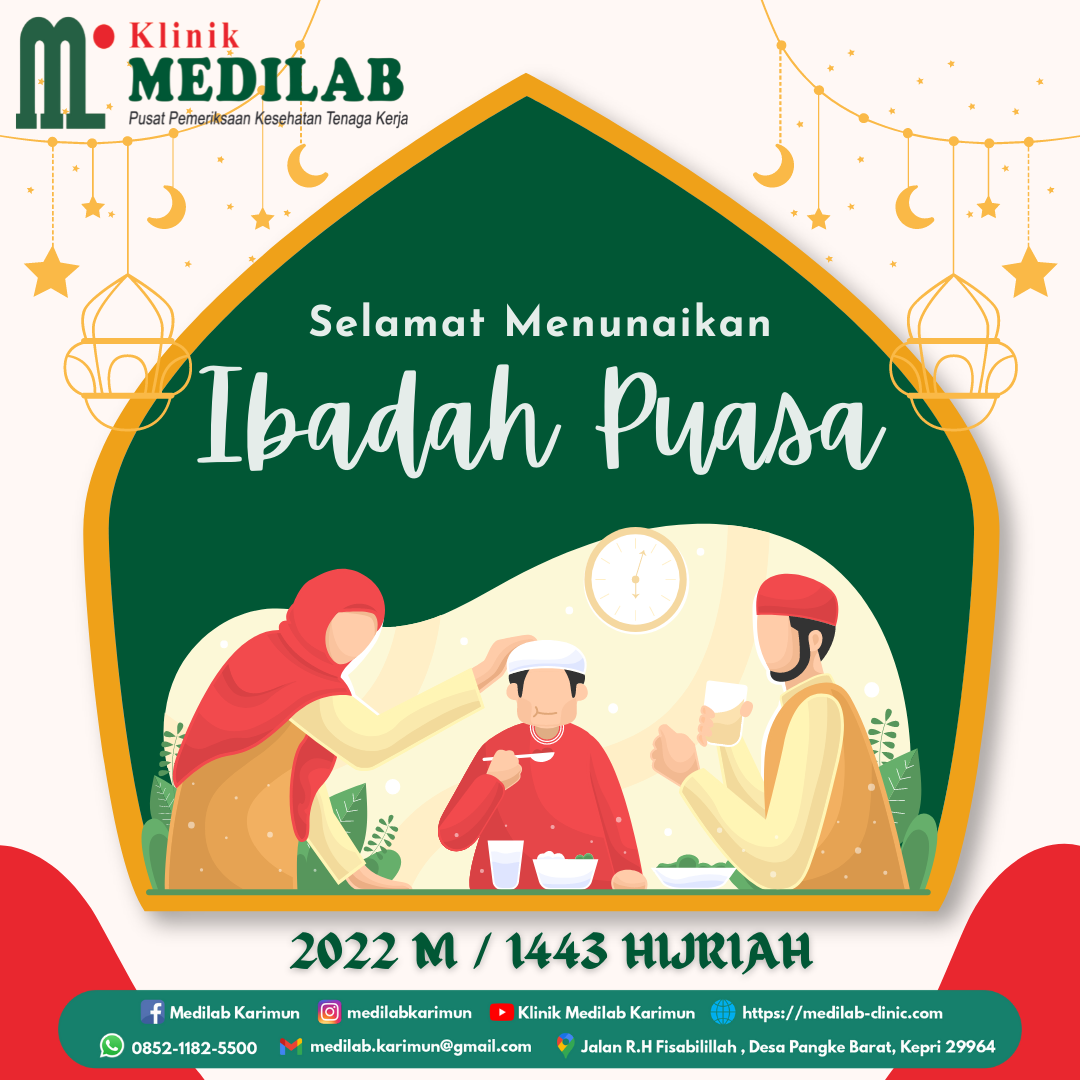 Klinik
MEDILAB
Pusat Pemeriksaan Kesehatan Tenaga Kerja
Selamat Menunaikan
Ibadah Puasa
2022 M / 1443 HIJRIAH
Medilab Karimun medilabkarimun Klinik Medilab Karimun https://medilab-clinic.com
0852-1182-5500 medilab.karimun@gmail.com Jalan R.H Fisabilillah , Desa Pangke Barat, Kepri 29964